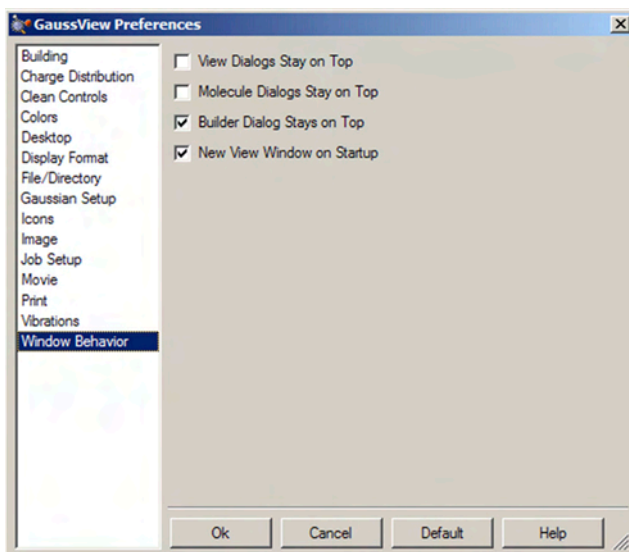 GaussView Preferences
Building
Charge Distribution
Clean Controls
Colors
Desktop
Display Format
File/Directory
Gaussian Setup
Icons
Image
Job Setup
Movie
Print
Vibrations
Window Behavior
View Dialogs Stay on Top
Molecule Dialogs Stay on Top
Builder Dialog Stays on Top
New View Window on Startup
Ok Cancel Default Help